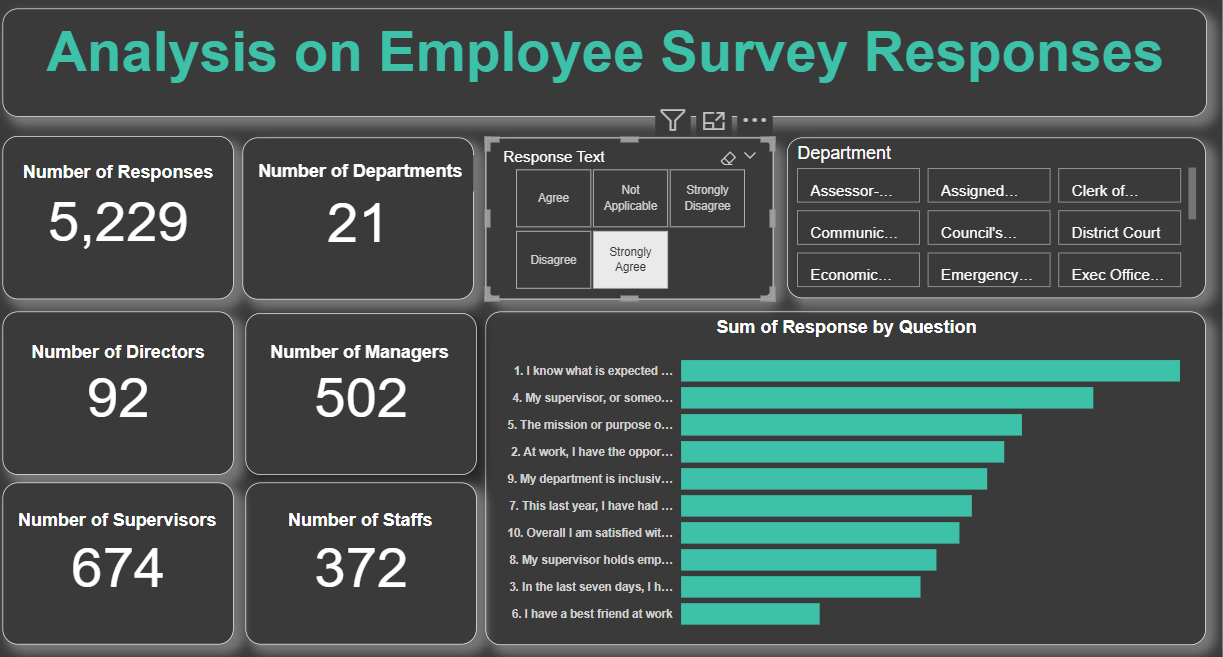 Analysis on Employee Survey Responses
Number of Responses
5,229
Number of Departments
21
Response Text
Agree
Not
Applicable
Strongly
Disagree
Disagree
Strongly
Agree
Department
Assessor-...
Assigned...
Clerk of...
Communic...
Council's...
District Court
Economic...
Emergency...
Exec Office...
Number of Directors
92
Number of Managers
502
Number of Supervisors
674
Number of Staffs
372
Sum of Response by Question
1. I know what is expected ...
4. My supervisor, or someo...
5. The mission or purpose o...
2. At work, I have the oppor...
9. My department is inclusiv...
7. This last year, I have had ...
10. Overall I am satisfied wit...
8. My supervisor holds emp...
3. In the last seven days, I h...
6. I have a best friend at work